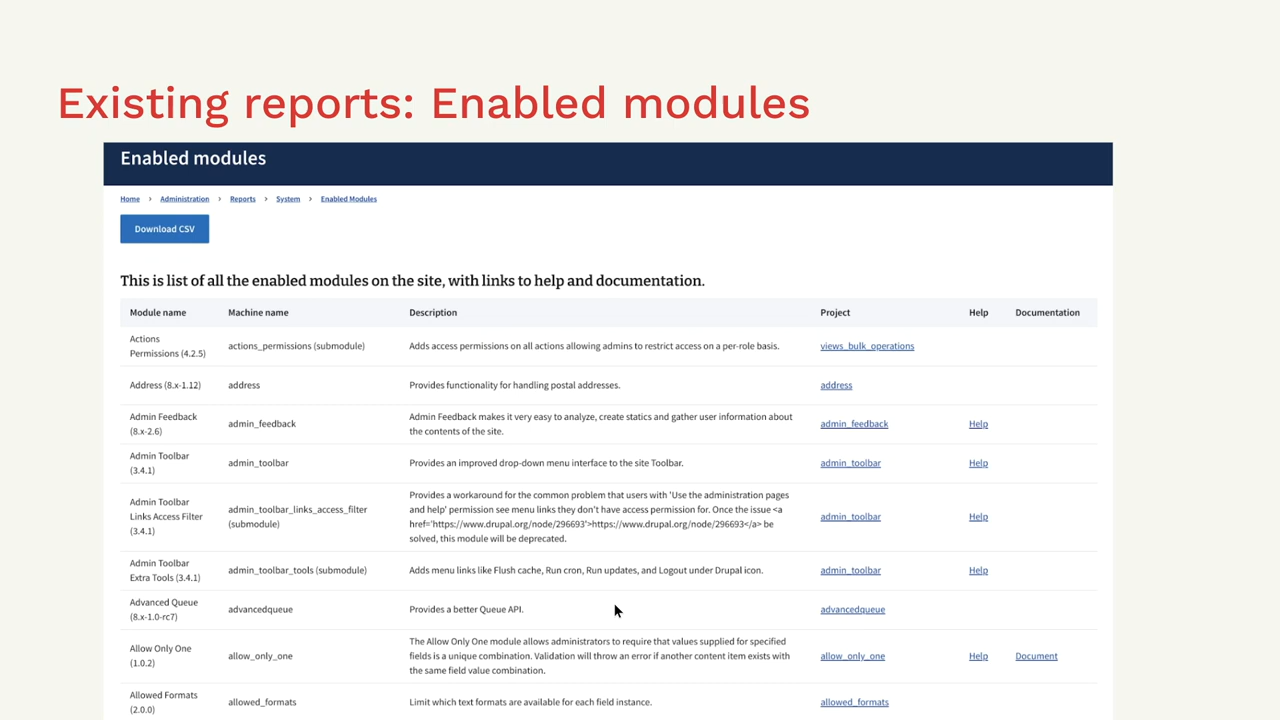 Existing reports: Enabled modules
Enabled modules
Home > Administration > Reports > System > Enabled Modules
Download CSV
This is list of all the enabled modules on the site, with links to help and documentation.
Module name Machine name Description Project Help Documentation
Actions
Permissions (4.2.5) actions_permissions (submodule) Adds access permissions on all actions allowing admins to restrict access on a per-role basis. views_bulk_operations
Address (8.x-1.12) address Provides functionality for handling postal addresses. address
Admin Feedback
(8.x-2.6) admin_feedback Admin Feedback makes it very easy to analyze, create statics and gather user information about
the contents of the site. admin_feedback Help
Admin Toolbar
(3.4.1) admin_toolbar Provides an improved drop-down menu interface to the site Toolbar. admin_toolbar Help
Admin Toolbar
Links Access Filter
(3.4.1) admin_toolbar_links_access_filter
(submodule) Provides a workaround for the common problem that users with 'Use the administration pages
and help' permission see menu links they don't have access permission for. Once the issue <a
href='https://www.drupal.org/node/296693'>https://www.drupal.org/node/296693</a> be
solved, this module will be deprecated. admin_toolbar Help
Admin Toolbar
Extra Tools (3.4.1) admin_toolbar_tools (submodule) Adds menu links like Flush cache, Run cron, Run updates, and Logout under Drupal icon. admin_toolbar Help
Advanced Queue
(8.x-1.0-rc7) advancedqueue Provides a better Queue API. advancedqueue
Allow Only One
(1.0.2) allow_only_one The Allow Only One module allows administrators to require that values supplied for specified
fields is a unique combination. Validation will throw an error if another content item exists with
the same field value combination. allow_only_one Help Document
Allowed Formats
(2.0.0) allowed_formats Limit which text formats are available for each field instance. allowed_formats